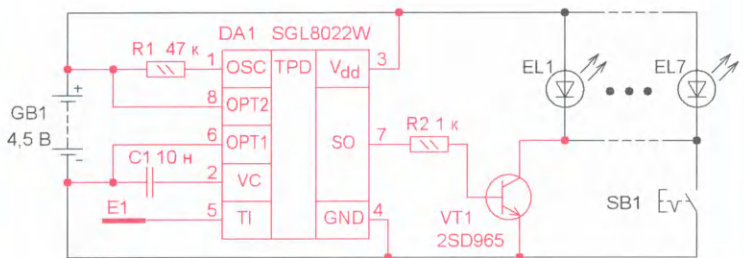 DA1 SGL8022W
R1 47 к
1 OSC TPD Vdd 3
EL1 EL7
8 OPT2
GB1
+
4,5 В
–
6 OPT1
SO 7
R2 1 к
C1 10 н
2 VC
E1
5 TI
GND 4
VT1
2SD965
SB1